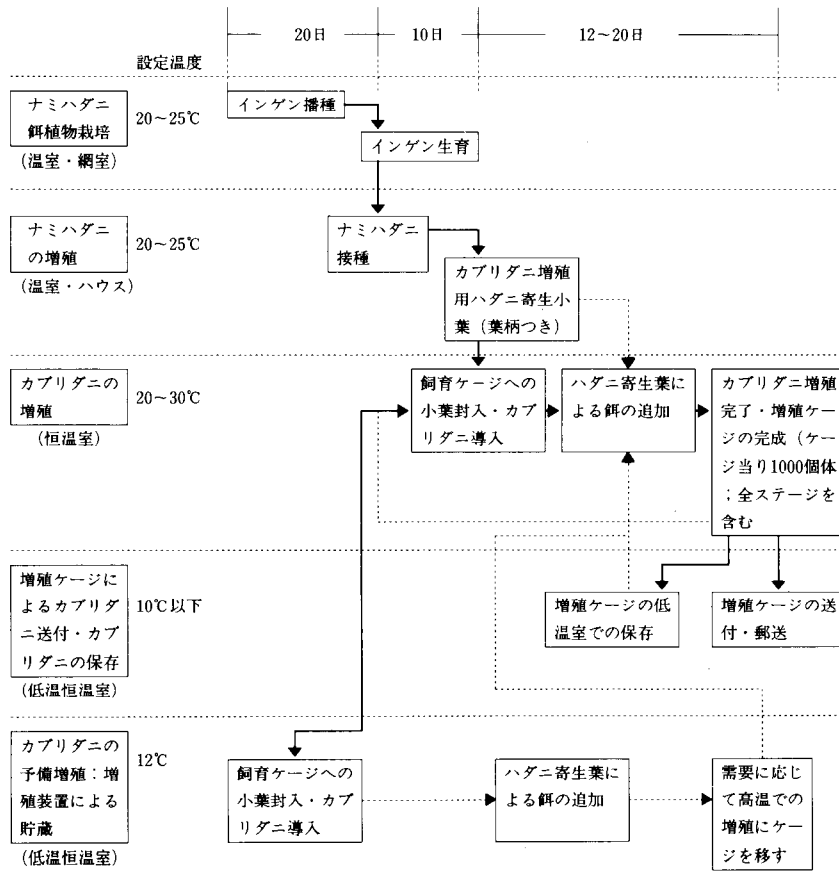 20日
10日
12～20日
設定温度
ナミハダニ
餌植物栽培
(温室・網室)
20～25℃
インゲン播種
インゲン生育
ナミハダニ
の増殖
(温室・ハウス)
20～25℃
ナミハダニ
接種
カブリダニ増殖
用ハダニ寄生小
葉（葉柄つき）
カブリダニの
増殖
(恒温室)
20～30℃
飼育ケージへの
小葉封入・カブ
リダニ導入
ハダニ寄生葉に
よる餌の追加
カブリダニ増殖
完了・増殖ケー
ジの完成（ケー
ジ当り1000個体
；全ステージを
含む
増殖ケージに
よるカブリダ
ニ送付・カブ
リダニの保存
(低温恒温室)
10℃以下
増殖ケージの低
温室での保存
増殖ケージの送
付・郵送
カブリダニの
予備増殖：増
殖装置による
貯蔵
(低温恒温室)
12℃
飼育ケージへの
小葉封入・カブ
リダニ導入
ハダニ寄生葉に
よる餌の追加
需要に応じ
て高温での
増殖にケー
ジを移す